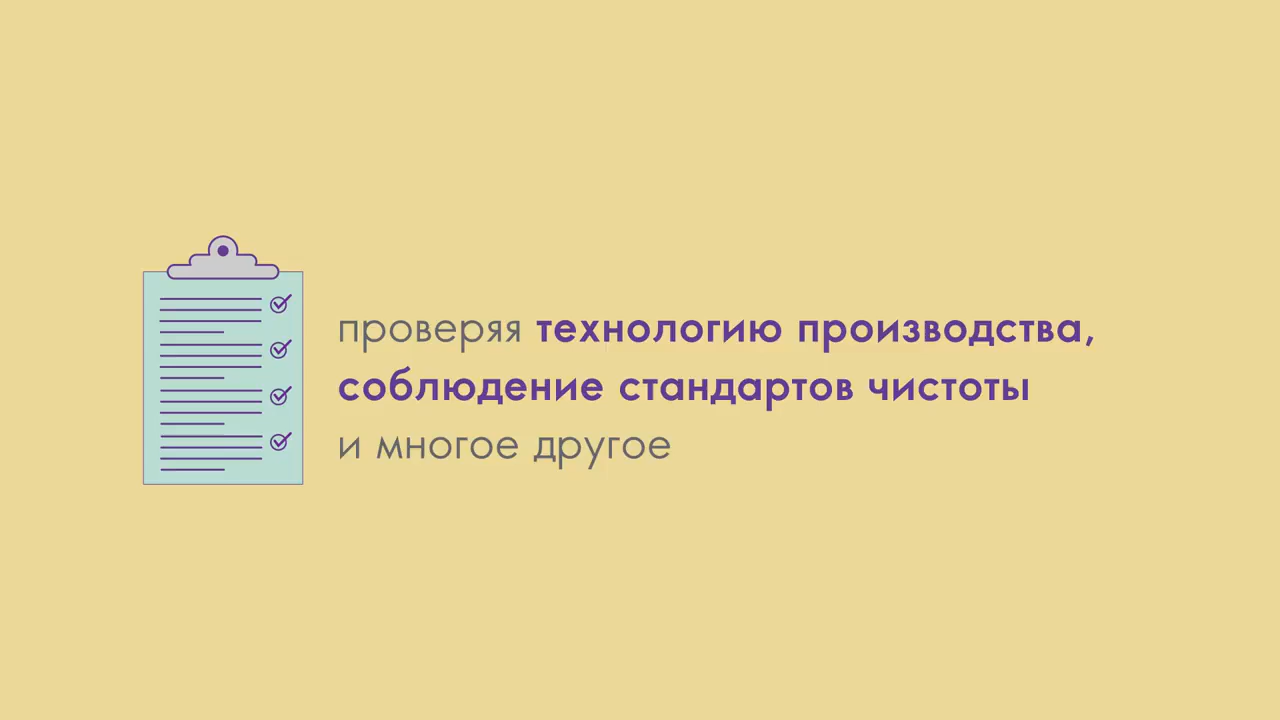 проверяя технологию производства,
соблюдение стандартов чистоты
и многое другое